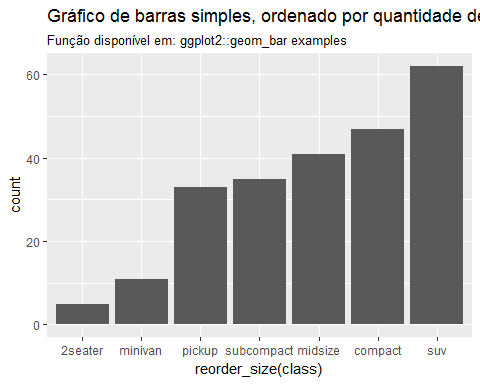 Gráfico de barras simples, ordenado por quantidade de
Função disponível em: ggplot2::geom_bar examples
60
40
20
0
count
2seater minivan pickup subcompact midsize compact suv
reorder_size(class)